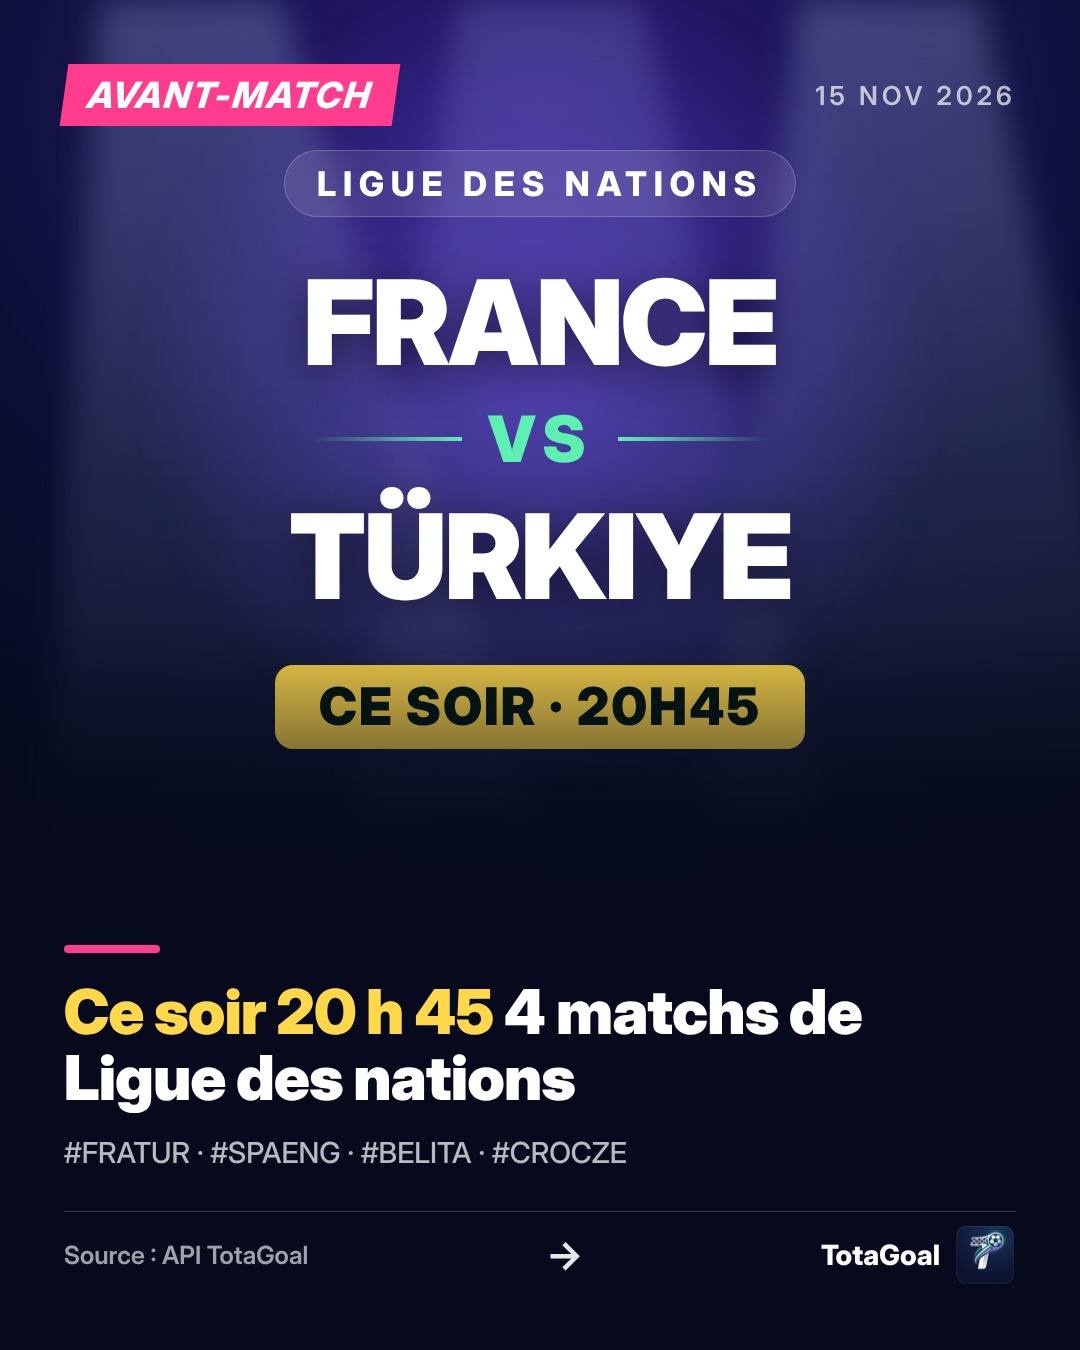 AVANT-MATCH
15 NOV 2026
LIGUE DES NATIONS
FRANCE
VS
TÜRKIYE
CE SOIR · 20H45
Ce soir 20 h 45 4 matchs de
Ligue des nations
#FRATUR · #SPAENG · #BELITA · #CROCZE
Source : API TotaGoal
→
TotaGoal